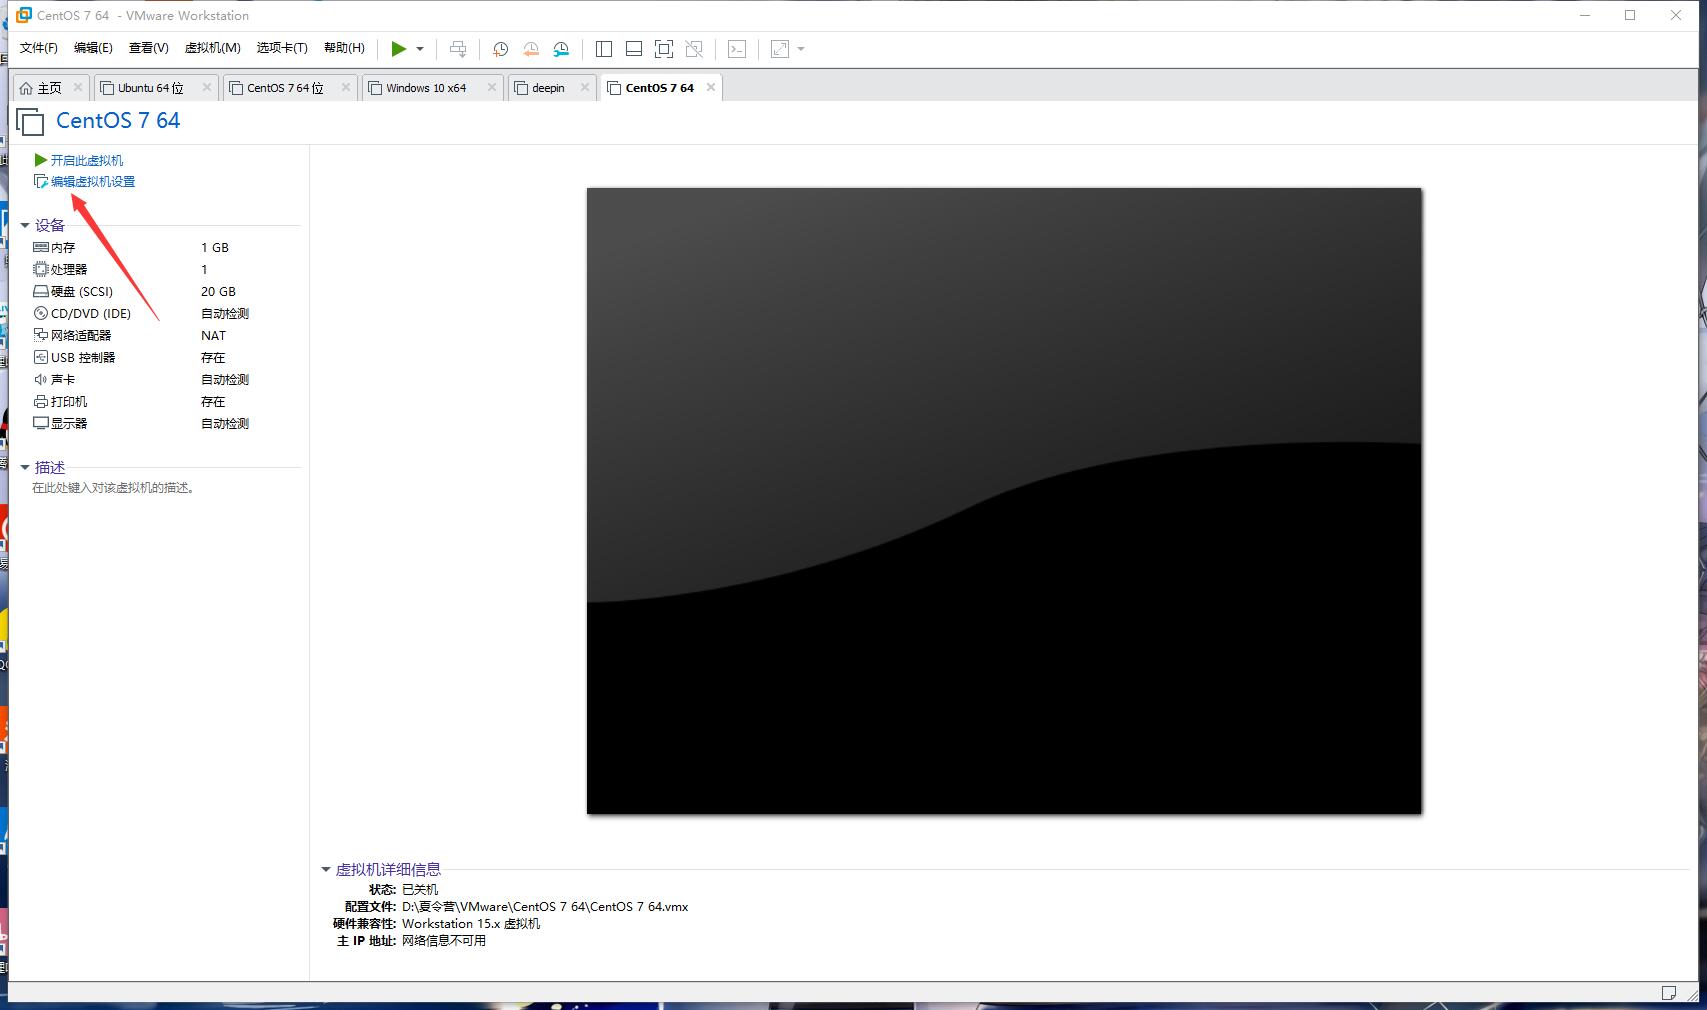 CentOS 7 64 - VMware Workstation
文件(F) 编辑(E) 查看(V) 虚拟机(M) 选项卡(T) 帮助(H)
主页 Ubuntu 64 位 CentOS 7 64 位 Windows 10 x64 deepin CentOS 7 64
CentOS 7 64
开启此虚拟机
编辑虚拟机设置
设备
内存 1 GB
处理器 1
硬盘 (SCSI) 20 GB
CD/DVD (IDE) 自动检测
网络适配器 NAT
USB 控制器 存在
声卡 自动检测
打印机 存在
显示器 自动检测
描述
在此处键入对该虚拟机的描述。
虚拟机详细信息
状态: 已关机
配置文件: D:\夏令营\VMware\CentOS 7 64\CentOS 7 64.vmx
硬件兼容性: Workstation 15.x 虚拟机
主 IP 地址: 网络信息不可用